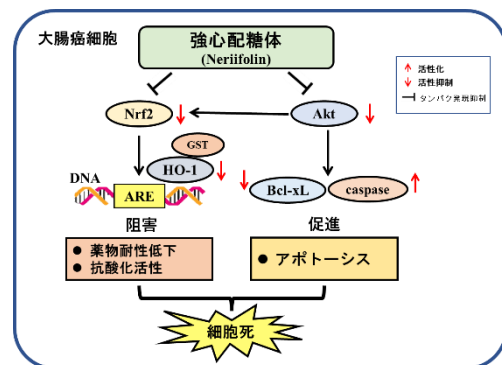 大腸癌細胞
強心配糖体
(Neriifolin)
活性化
活性抑制
タンパク発現抑制
Nrf2
Akt
GST
HO-1
DNA
ARE
Bcl-xL
caspase
阻害
促進
● 薬物耐性低下
● 抗酸化活性
● アポトーシス
細胞死